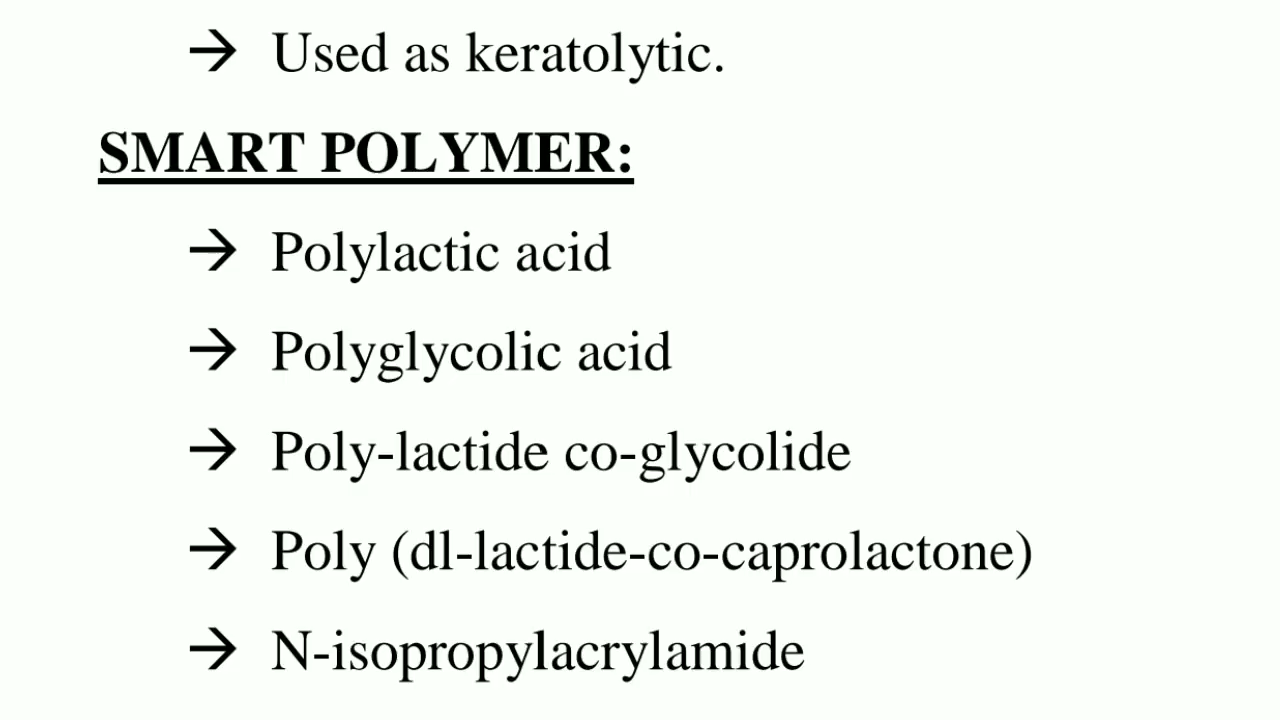 → Used as keratolytic.
SMART POLYMER:
→ Polylactic acid
→ Polyglycolic acid
→ Poly-lactide co-glycolide
→ Poly (dl-lactide-co-caprolactone)
→ N-isopropylacrylamide